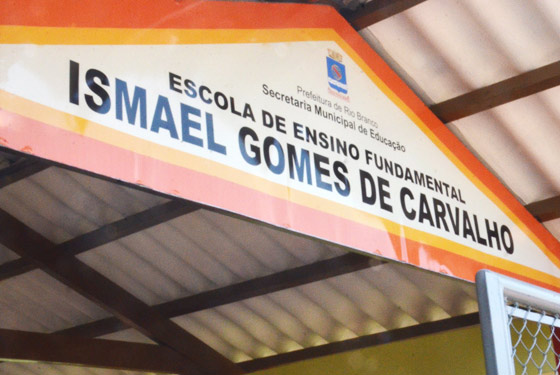 Prefeitura de Rio Branco
Secretaria Municipal de Educação
ESCOLA DE ENSINO FUNDAMENTAL
ISMAEL GOMES DE CARVALHO